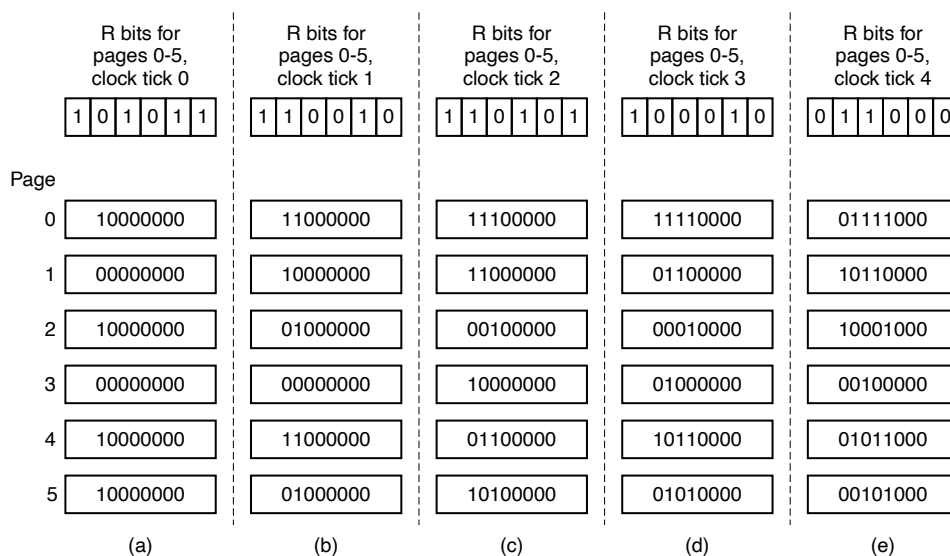 R bits for pages 0-5, clock tick 0
R bits for pages 0-5, clock tick 1
R bits for pages 0-5, clock tick 2
R bits for pages 0-5, clock tick 3
R bits for pages 0-5, clock tick 4
1 0 1 0 1 1
1 1 0 0 1 0
1 1 0 1 0 1
1 0 0 0 1 0
0 1 1 0 0 0
Page
0 10000000 11000000 11100000 11110000 01111000
1 00000000 10000000 11000000 01100000 10110000
2 10000000 01000000 00100000 00010000 10001000
3 00000000 00000000 10000000 01000000 00100000
4 10000000 11000000 01100000 10110000 01011000
5 10000000 01000000 10100000 01010000 00101000
(a) (b) (c) (d) (e)